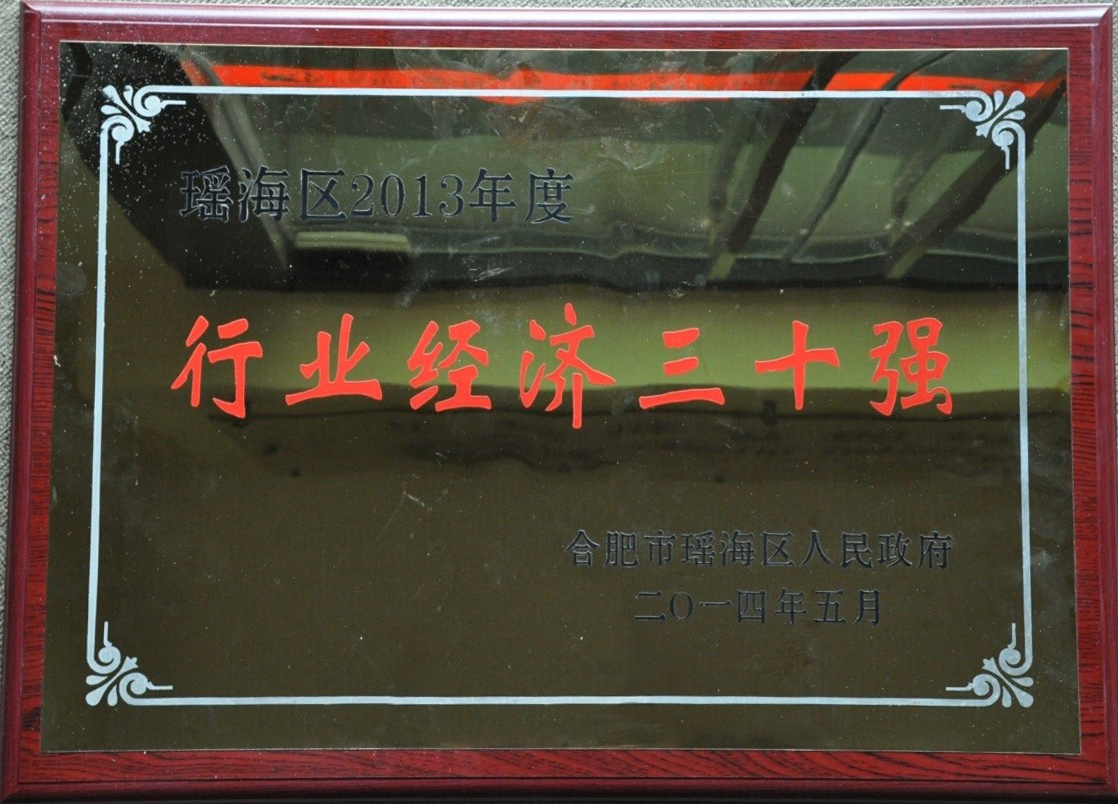 瑶海区2013年度
行业经济三十强
合肥市瑶海区人民政府
二〇一四年五月